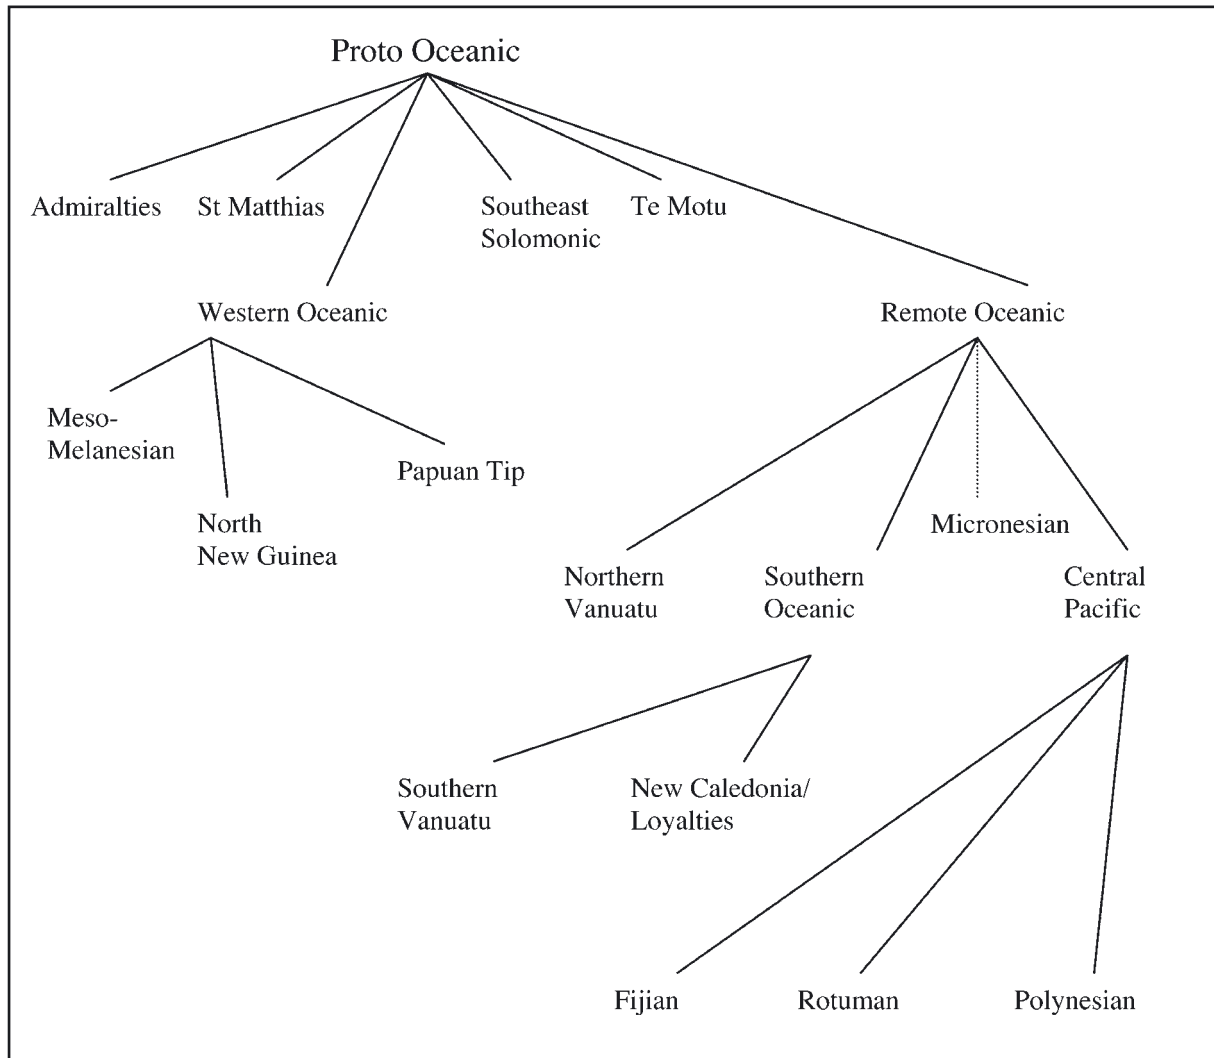 Proto Oceanic
Admiralties
St Matthias
Southeast
Solomonic
Te Motu
Western Oceanic
Remote Oceanic
Meso-
Melanesian
Papuan Tip
North
New Guinea
Micronesian
Northern
Vanuatu
Southern
Oceanic
Central
Pacific
Southern
Vanuatu
New Caledonia/
Loyalties
Fijian
Rotuman
Polynesian